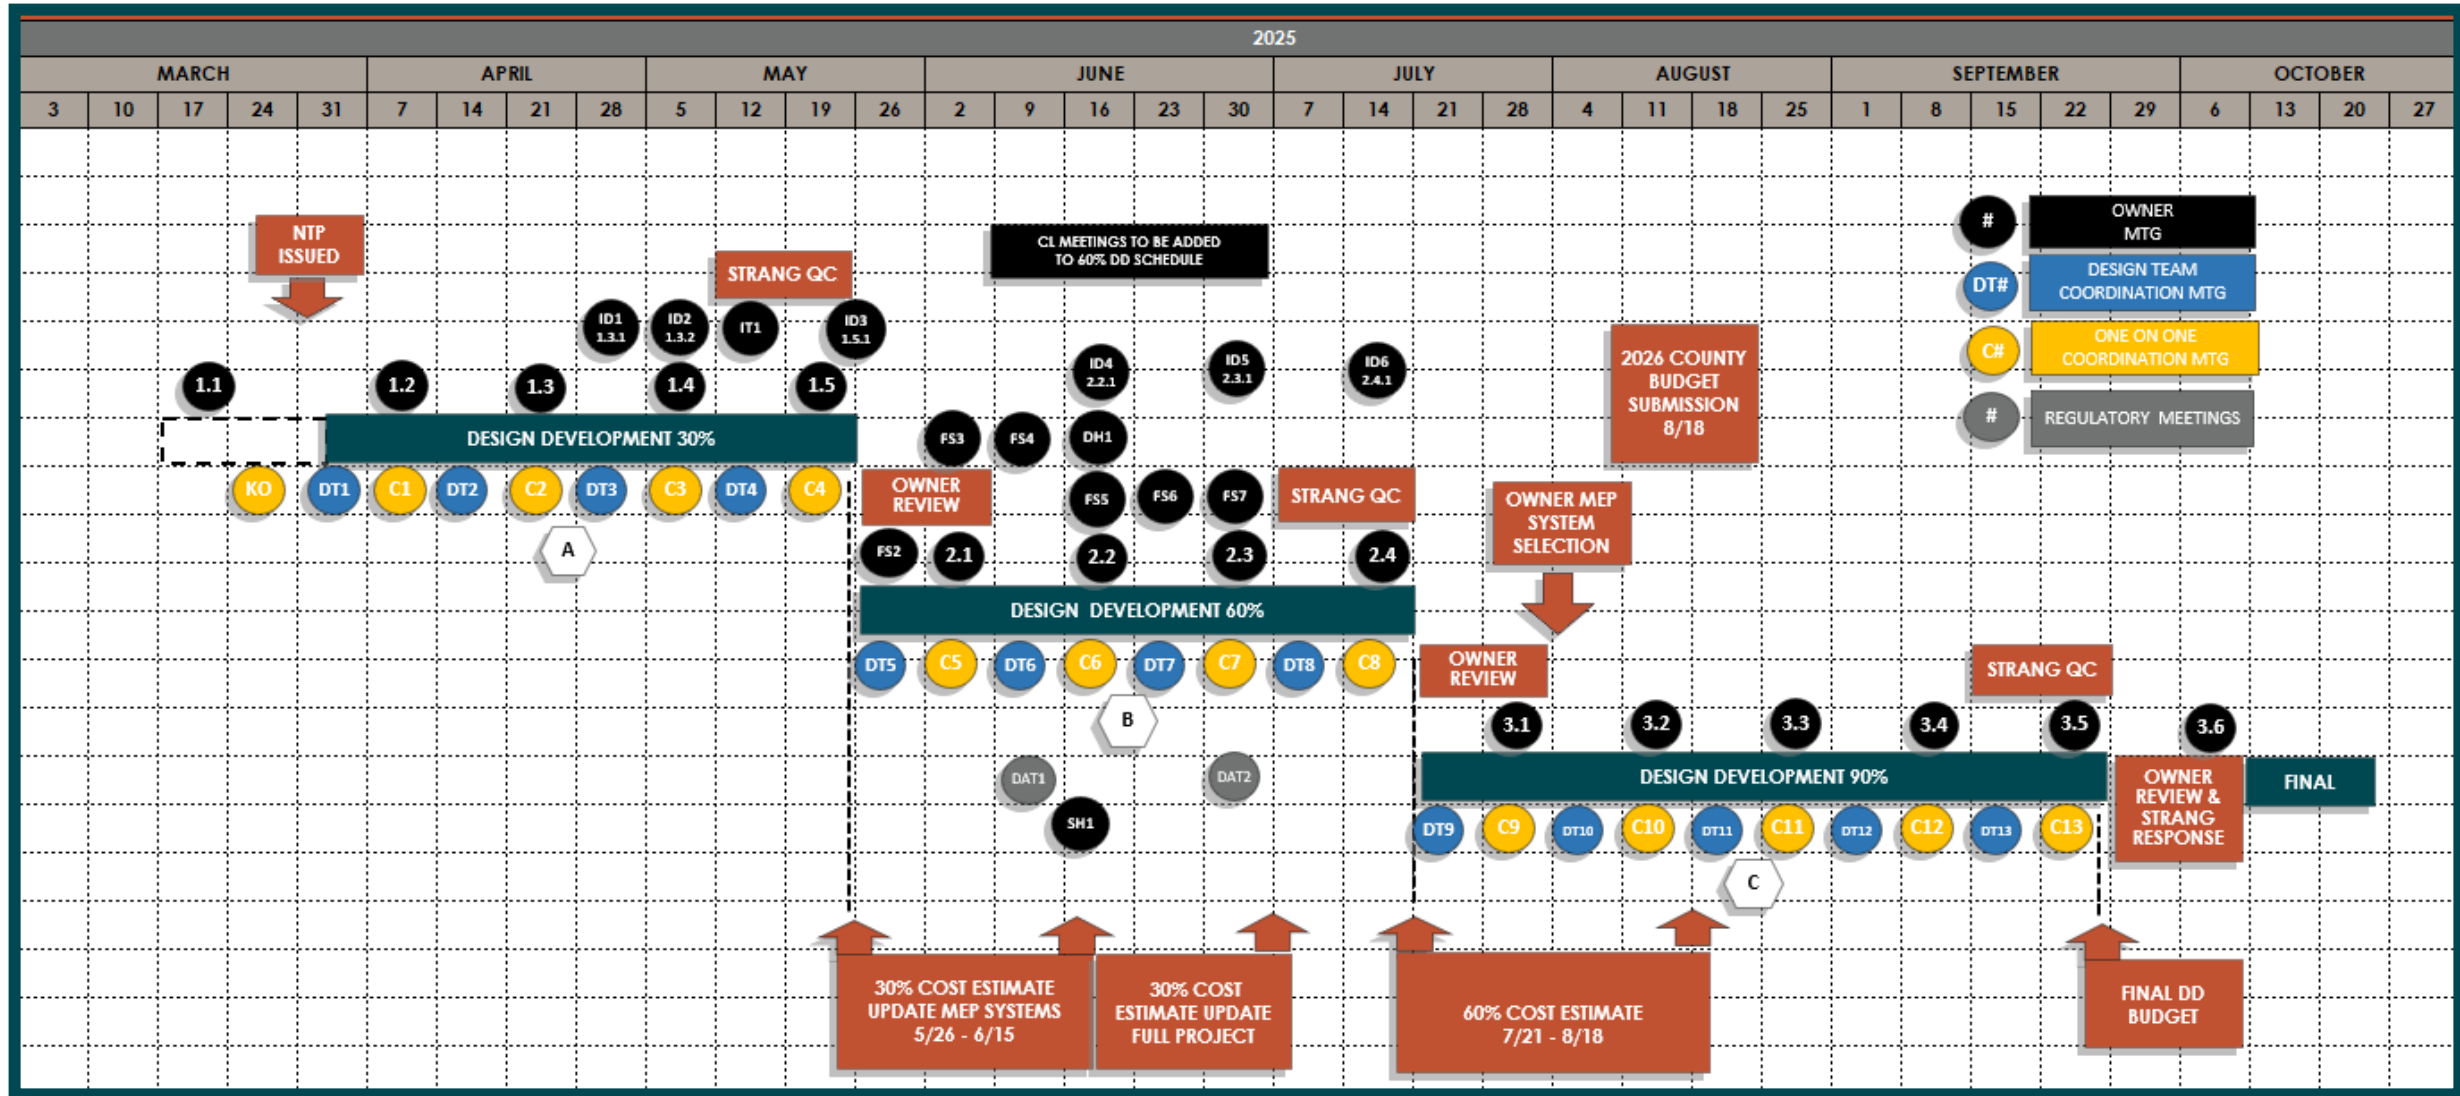 2025
MARCH APRIL MAY JUNE JULY AUGUST SEPTEMBER OCTOBER
3 10 17 24 31 7 14 21 28 5 12 19 26 2 9 16 23 30 7 14 21 28 4 11 18 25 1 8 15 22 29 6 13 20 27
NTP
ISSUED
STRANG QC
CL MEETINGS TO BE ADDED
TO 60% DD SCHEDULE
#
OWNER
MTG
DT#
DESIGN TEAM
COORDINATION MTG
C#
ONE ON ONE
COORDINATION MTG
#
REGULATORY MEETINGS
ID1
1.3.1
ID2
1.3.2
IT1
ID3
1.5.1
ID4
2.2.1
ID5
2.3.1
ID6
2.4.1
2026 COUNTY
BUDGET
SUBMISSION
8/18
1.1 1.2 1.3 1.4 1.5
DESIGN DEVELOPMENT 30%
FS3 FS4 DH1
KO DT1 C1 DT2 C2 DT3 C3 DT4 C4
OWNER
REVIEW
FS5 FS6 FS7
STRANG QC
OWNER MEP
SYSTEM
SELECTION
A
FS2 2.1 2.2 2.3 2.4
DESIGN DEVELOPMENT 60%
DT5 C5 DT6 C6 DT7 C7 DT8 C8
OWNER
REVIEW
STRANG QC
B
3.1 3.2 3.3 3.4 3.5 3.6
DAT1 DAT2
DESIGN DEVELOPMENT 90%
OWNER
REVIEW &
STRANG
RESPONSE
FINAL
SH1
DT9 C9 DT10 C10 DT11 C11 DT12 C12 DT13 C13
C
30% COST ESTIMATE
UPDATE MEP SYSTEMS
5/26 - 6/15
30% COST
ESTIMATE UPDATE
FULL PROJECT
60% COST ESTIMATE
7/21 - 8/18
FINAL DD
BUDGET